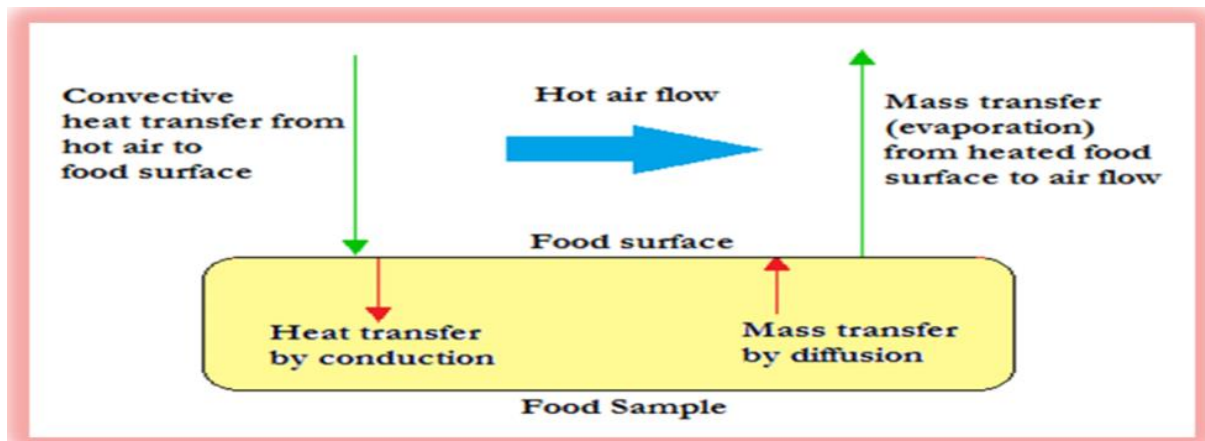 Convective
heat transfer from
hot air to
food surface
Hot air flow
Mass transfer
(evaporation)
from heated food
surface to air flow
Food surface
Heat transfer
by conduction
Mass transfer
by diffusion
Food Sample